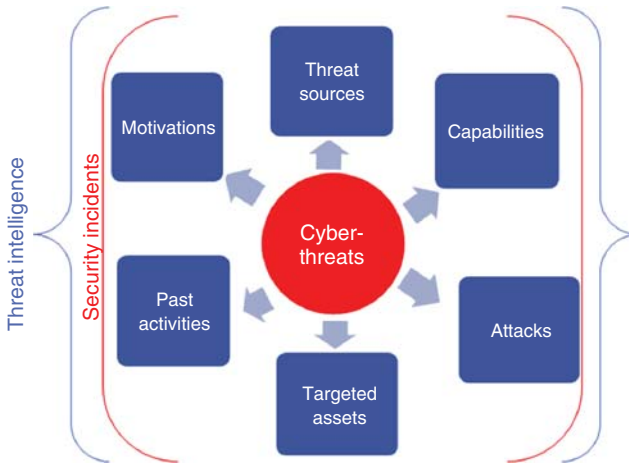 Threat intelligence
Security incidents
Threat
sources
Motivations
Capabilities
Cyber-
threats
Past
activities
Attacks
Targeted
assets